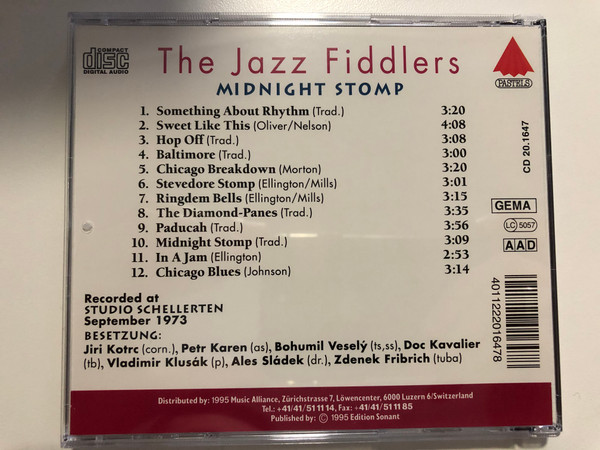 COMPACT
disc
DIGITAL AUDIO
The Jazz Fiddlers
MIDNIGHT STOMP
PASTELS
1. Something About Rhythm (Trad.) 3:20
2. Sweet Like This (Oliver/Nelson) 4:08
3. Hop Off (Trad.) 3:08
4. Baltimore (Trad.) 3:00
5. Chicago Breakdown (Morton) 3:20
6. Stevedore Stomp (Ellington/Mills) 3:01
7. Ringdem Bells (Ellington/Mills) 3:15
8. The Diamond-Panes (Trad.) 3:35
9. Paducah (Trad.) 3:56
10. Midnight Stomp (Trad.) 3:09
11. In A Jam (Ellington) 2:53
12. Chicago Blues (Johnson) 3:14
CD 20.1647
GEMA
LC 5057
AAD
4011222016478
Recorded at
STUDIO SCHELLERTEN
September 1973
BESETZUNG:
Jiri Kotrc (corn.), Petr Karen (as), Bohumil Veselý (ts,ss), Doc Kavalier
(tb), Vladimir Klusák (p), Ales Sládek (dr.), Zdenek Fribrich (tuba)
Distributed by: 1995 Music Alliance, Zürichstrasse 7, Löwencenter, 6000 Luzern 6/Switzerland
Tel.: +41/41/51 11 14, Fax: +41/41/51 11 85
Published by: © 1995 Edition Sonant